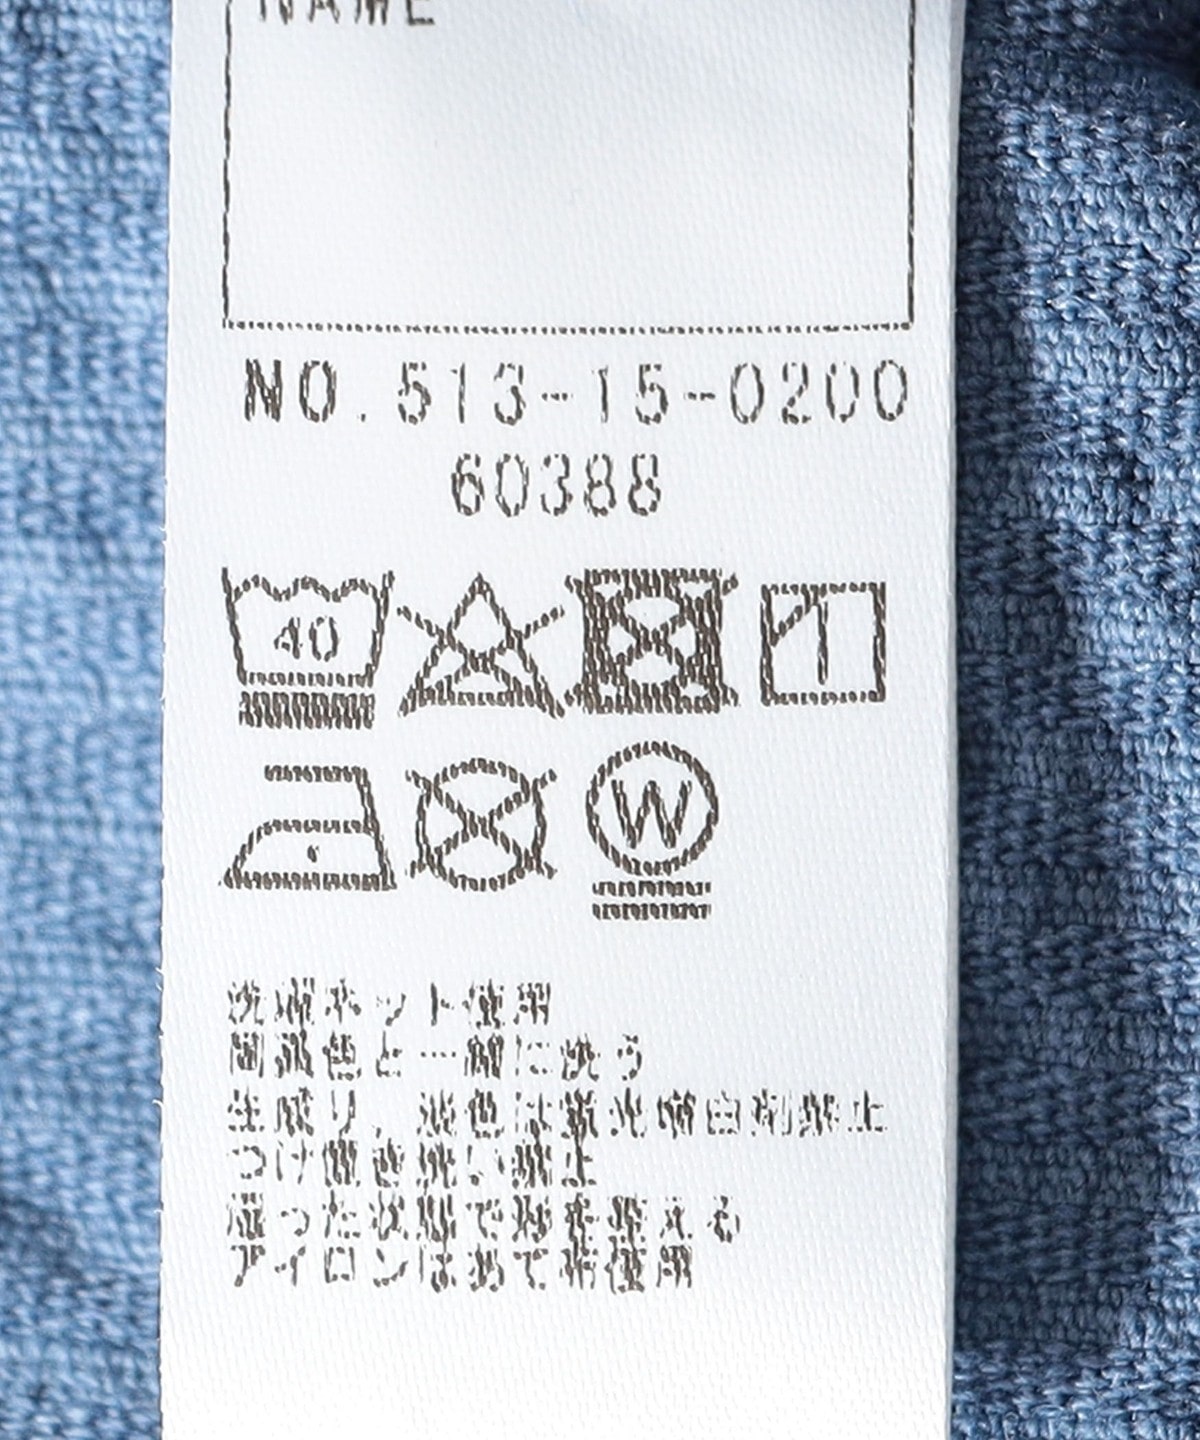 NAME
NO.513-15-0200
60388
40
W
洗濯ネット使用
同系色と一緒に洗う
生成り、淡色は蛍光増白剤禁止
つけ置き洗い禁止
湿った状態で形を整える
アイロンはあて布使用